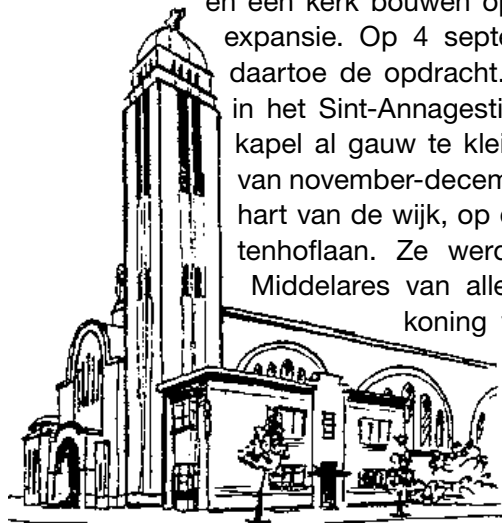 en een kerk bouwen op
expansie. Op 4 septe
daartoe de opdracht.
in het Sint-Annagesti
kapel al gauw te klei
van november-decem
hart van de wijk, op
tenhoflaan. Ze werd
Middelares van alle
koning